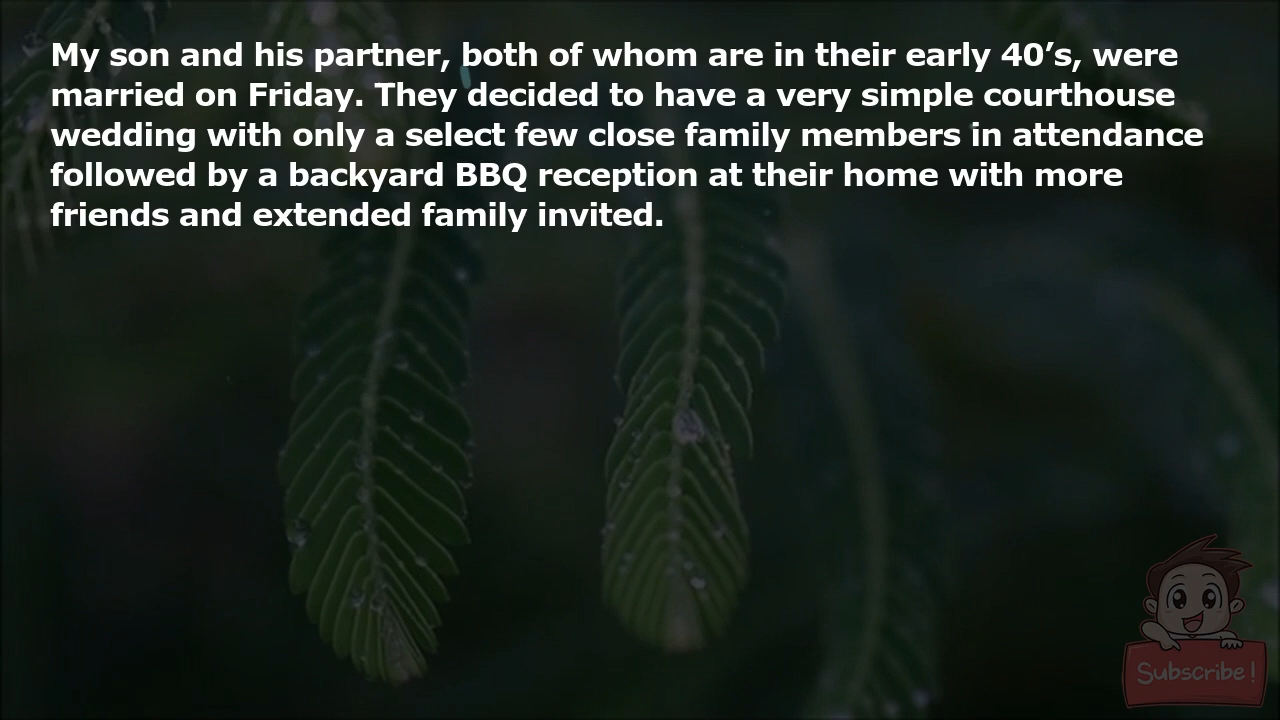 My son and his partner, both of whom are in their early 40’s, were
married on Friday. They decided to have a very simple courthouse
wedding with only a select few close family members in attendance
followed by a backyard BBQ reception at their home with more
friends and extended family invited.
Subscribe!